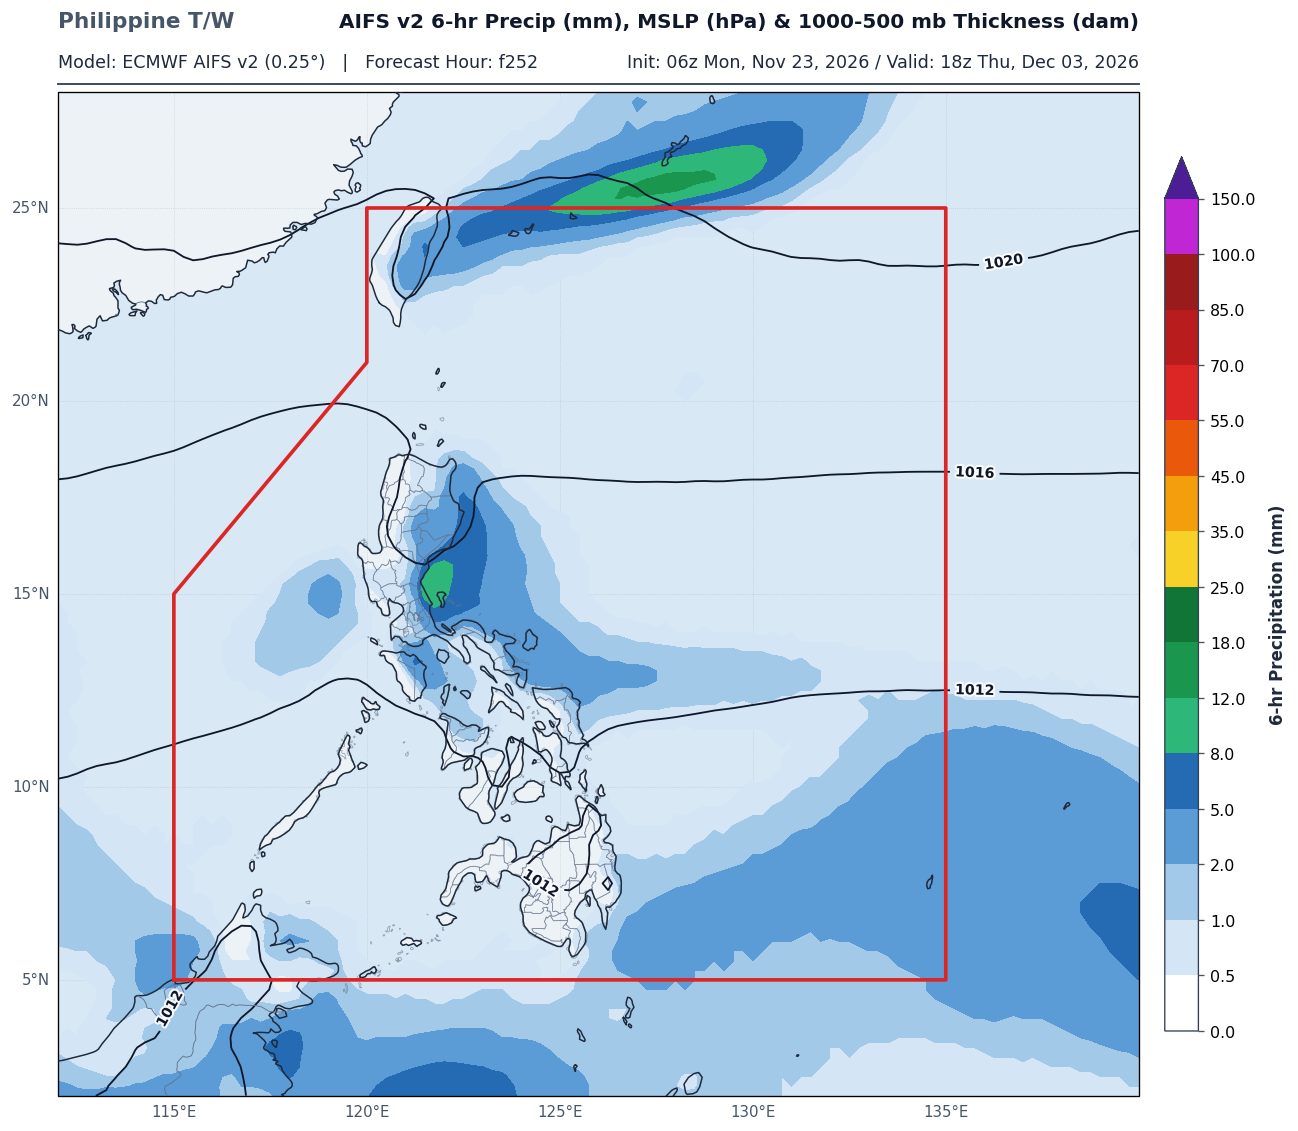 Philippine T/W
AIFS v2 6-hr Precip (mm), MSLP (hPa) & 1000-500 mb Thickness (dam)
Model: ECMWF AIFS v2 (0.25°) | Forecast Hour: f252
Init: 06z Mon, Nov 23, 2026 / Valid: 18z Thu, Dec 03, 2026
25°N
20°N
15°N
10°N
5°N
115°E
120°E
125°E
130°E
135°E
1020
1016
1012
1012
1012
150.0
100.0
85.0
70.0
55.0
45.0
35.0
25.0
18.0
12.0
8.0
5.0
2.0
1.0
0.5
0.0
6-hr Precipitation (mm)